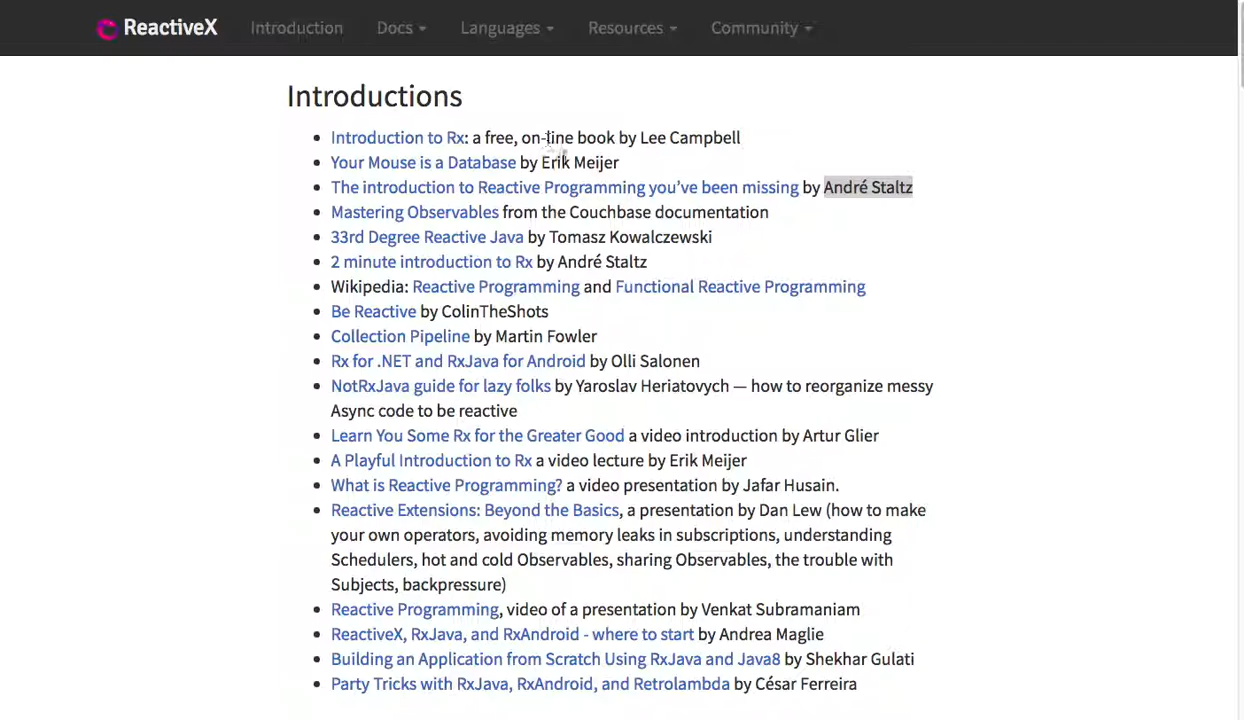 ReactiveX Introduction Docs Languages Resources Community
Introductions
Introduction to Rx: a free, on-line book by Lee Campbell
Your Mouse is a Database by Erik Meijer
The introduction to Reactive Programming you’ve been missing by André Staltz
Mastering Observables from the Couchbase documentation
33rd Degree Reactive Java by Tomasz Kowalczewski
2 minute introduction to Rx by André Staltz
Wikipedia: Reactive Programming and Functional Reactive Programming
Be Reactive by ColinTheShots
Collection Pipeline by Martin Fowler
Rx for .NET and RxJava for Android by Olli Salonen
NotRxJava guide for lazy folks by Yaroslav Heriatovych — how to reorganize messy
Async code to be reactive
Learn You Some Rx for the Greater Good a video introduction by Artur Glier
A Playful Introduction to Rx a video lecture by Erik Meijer
What is Reactive Programming? a video presentation by Jafar Husain.
Reactive Extensions: Beyond the Basics, a presentation by Dan Lew (how to make
your own operators, avoiding memory leaks in subscriptions, understanding
Schedulers, hot and cold Observables, sharing Observables, the trouble with
Subjects, backpressure)
Reactive Programming, video of a presentation by Venkat Subramaniam
ReactiveX, RxJava, and RxAndroid - where to start by Andrea Maglie
Building an Application from Scratch Using RxJava and Java8 by Shekhar Gulati
Party Tricks with RxJava, RxAndroid, and Retrolambda by César Ferreira